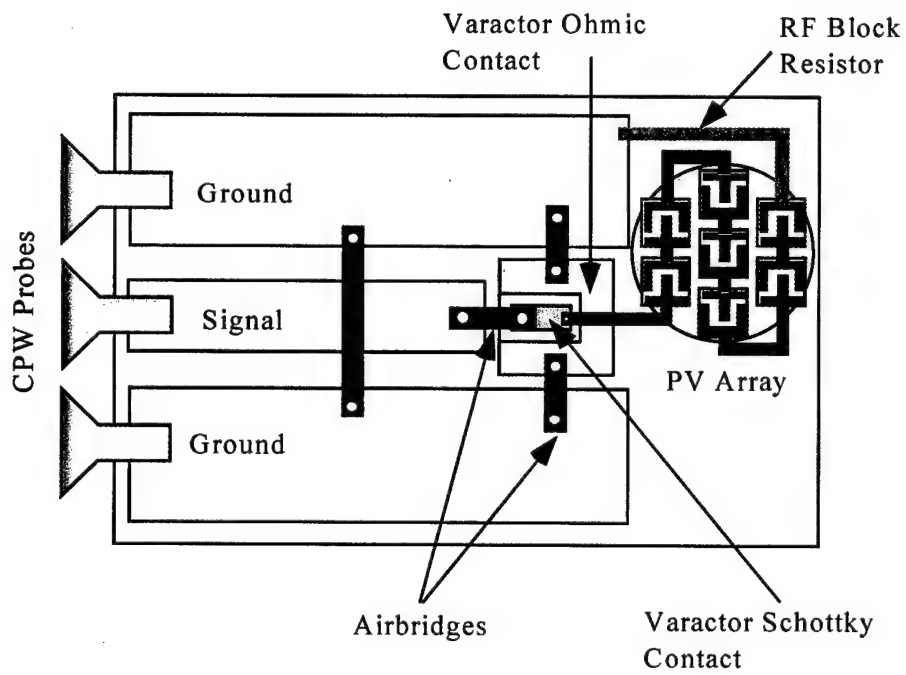 Varactor Ohmic
Contact
RF Block
Resistor
CPW Probes
Ground
Signal
Ground
PV Array
Airbridges
Varactor Schottky
Contact